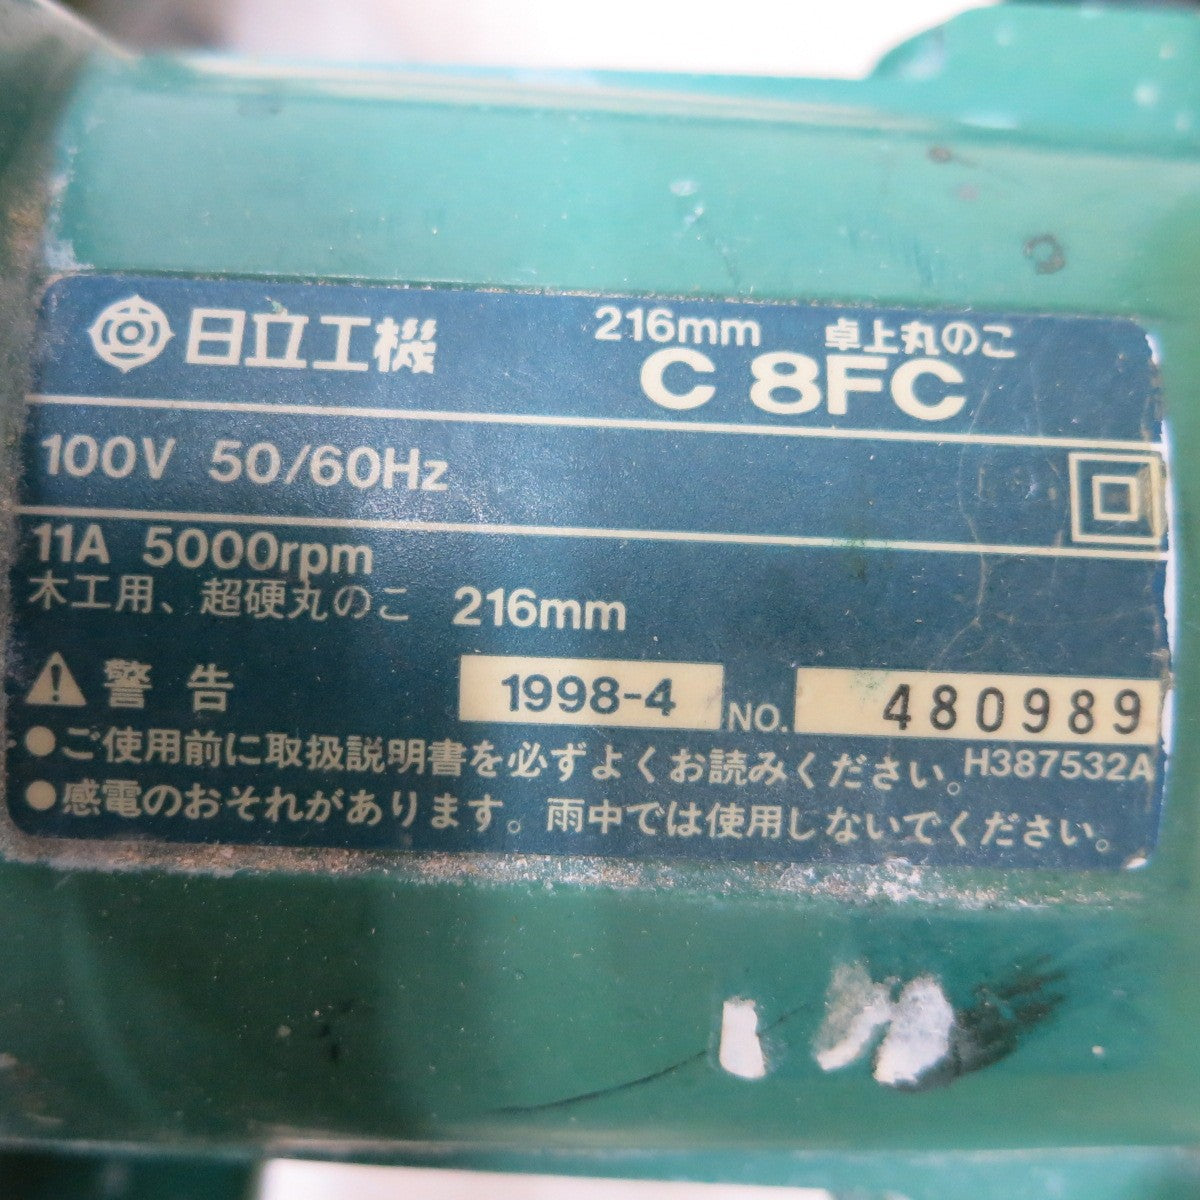 日立工機
216mm 卓上丸のこ
C 8FC
100V 50/60Hz
11A 5000rpm
木工用、超硬丸のこ 216mm
警 告
1998-4 NO. 480989
●ご使用前に取扱説明書を必ずよくお読みください。 H387532A
●感電のおそれがあります。雨中では使用しないでください。